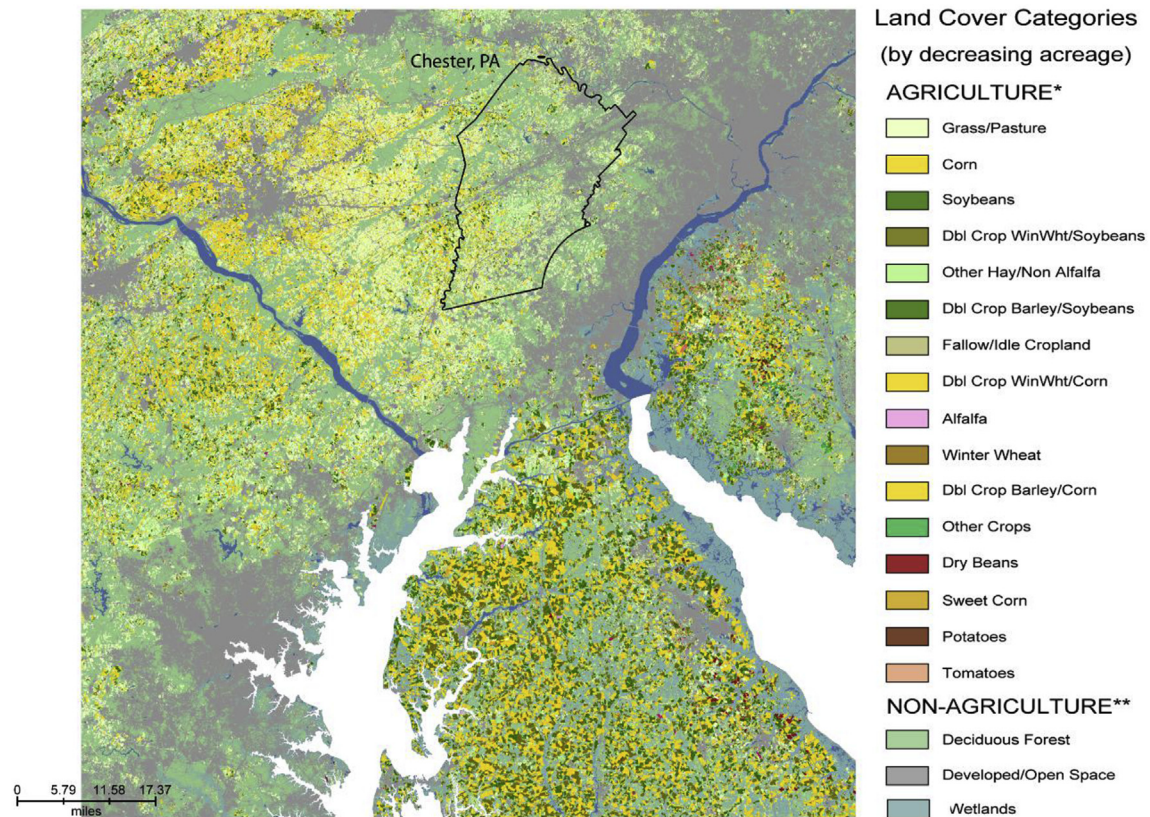 Land Cover Categories
(by decreasing acreage)
Chester, PA
AGRICULTURE*
Grass/Pasture
Corn
Soybeans
Dbl Crop WinWht/Soybeans
Other Hay/Non Alfalfa
Dbl Crop Barley/Soybeans
Fallow/Idle Cropland
Dbl Crop WinWht/Corn
Alfalfa
Winter Wheat
Dbl Crop Barley/Corn
Other Crops
Dry Beans
Sweet Corn
Potatoes
Tomatoes
NON-AGRICULTURE**
Deciduous Forest
Developed/Open Space
Wetlands
0 5.79 11.58 17.37
miles